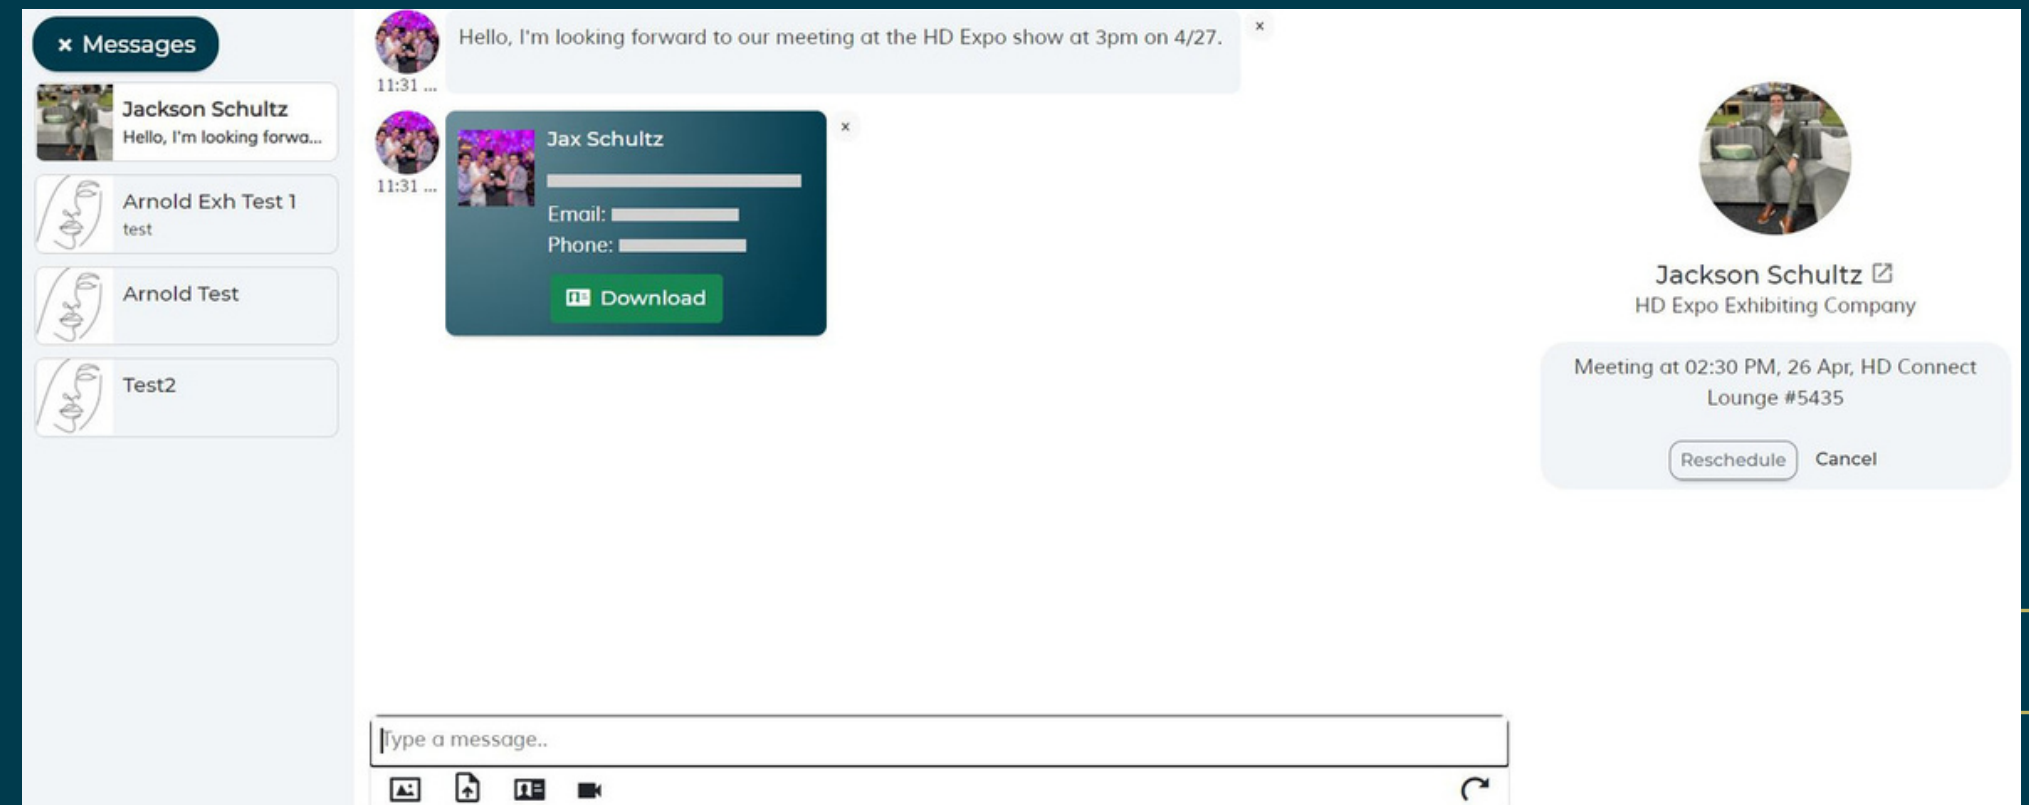 × Messages
Jackson Schultz
Hello, I'm looking forwa...
Arnold Exh Test 1
test
Arnold Test
Test2
Hello, I'm looking forward to our meeting at the HD Expo show at 3pm on 4/27.
×
11:31 ...
Jax Schultz
×
11:31 ...
Email:
Phone:
Download
Type a message..
Jackson Schultz
HD Expo Exhibiting Company
Meeting at 02:30 PM, 26 Apr, HD Connect
Lounge #5435
Reschedule Cancel